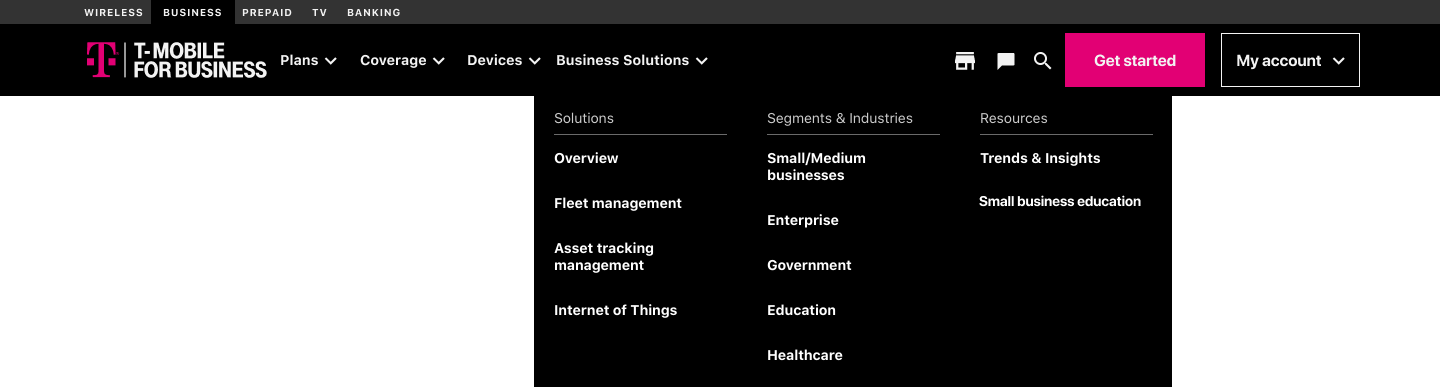 WIRELESS BUSINESS PREPAID TV BANKING
T T-MOBILE
FOR BUSINESS
Plans Coverage Devices Business Solutions Get started My account
Solutions
Overview
Fleet management
Asset tracking
management
Internet of Things
Segments & Industries
Small/Medium
businesses
Enterprise
Government
Education
Healthcare
Resources
Trends & Insights
Small business education